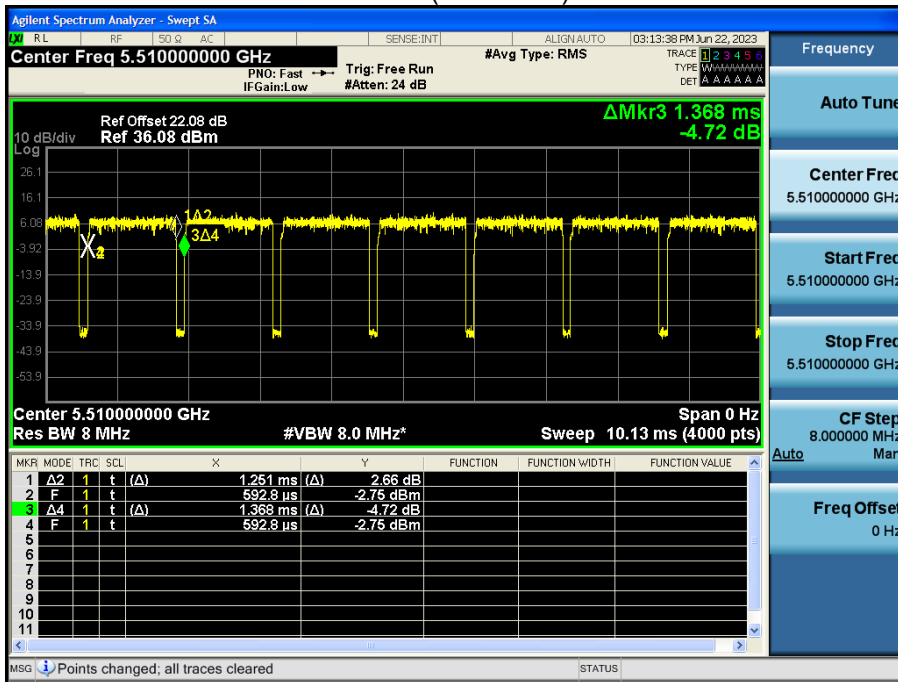 Agilent Spectrum Analyzer - Swept SA
LXI RL RF 50 Ω AC SENSE:INT ALIGN AUTO 03:13:38 PM Jun 22, 2023
Center Freq 5.510000000 GHz
PNO: Fast
IFGain:Low
Trig: Free Run
#Atten: 24 dB
#Avg Type: RMS
TRACE 1 2 3 4 5 6
TYPE WWWWWW
DET A A A A A A
Frequency
ΔMkr3 1.368 ms
-4.72 dB
Ref Offset 22.08 dB
10 dB/div Ref 36.08 dBm
Log
26.1
16.1
6.08
-3.92
-13.9
-23.9
-33.9
-43.9
-53.9
1Δ2
3Δ4
X
Center 5.510000000 GHz Span 0 Hz
Res BW 8 MHz #VBW 8.0 MHz* Sweep 10.13 ms (4000 pts)
MKR MODE TRC SCL X Y FUNCTION FUNCTION WIDTH FUNCTION VALUE
1 Δ2 1 t (Δ) 1.251 ms (Δ) 2.66 dB
2 F 1 t 592.8 µs -2.75 dBm
3 Δ4 1 t (Δ) 1.368 ms (Δ) -4.72 dB
4 F 1 t 592.8 µs -2.75 dBm
5
6
7
8
9
10
11
MSG Points changed; all traces cleared STATUS
Auto Tune
Center Freq
5.510000000 GHz
Start Freq
5.510000000 GHz
Stop Freq
5.510000000 GHz
CF Step
8.000000 MHz
Auto Man
Freq Offset
0 Hz